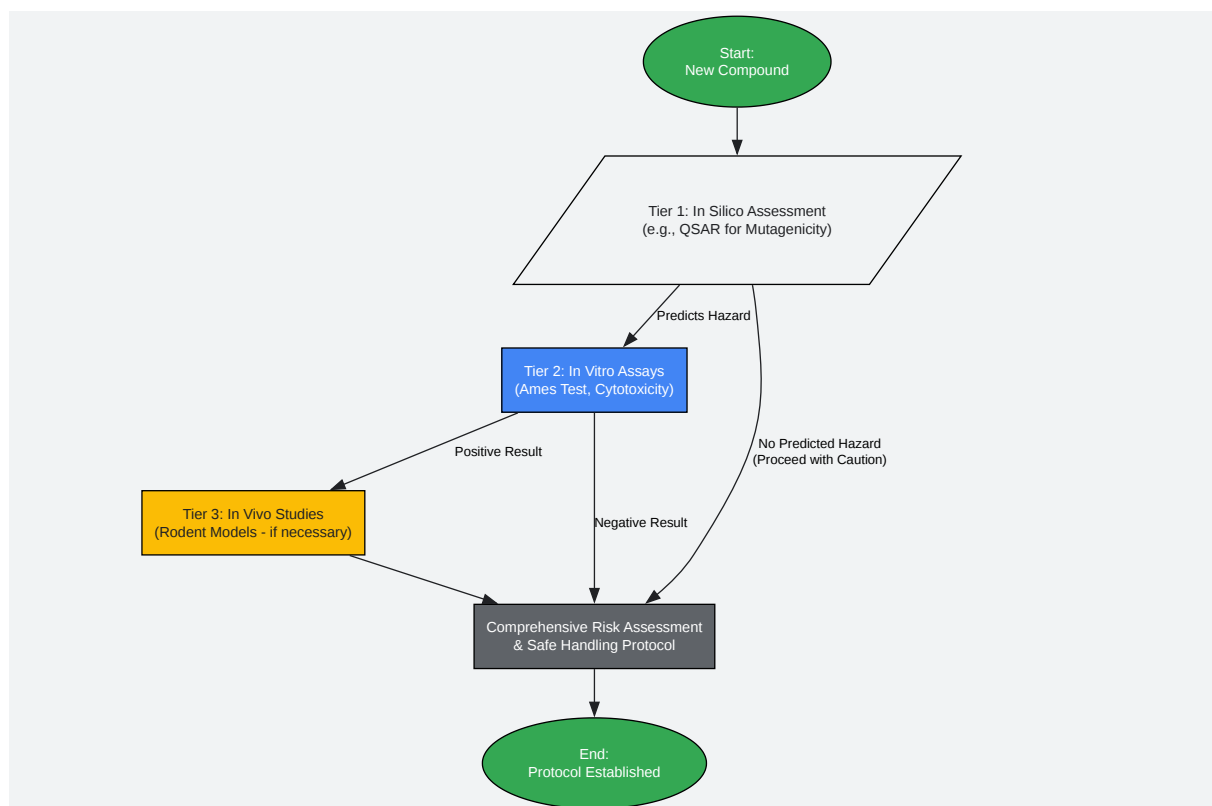 Start:
New Compound
Tier 1: In Silico Assessment
(e.g., QSAR for Mutagenicity)
Predicts Hazard
Tier 2: In Vitro Assays
(Ames Test, Cytotoxicity)
Positive Result
No Predicted Hazard
(Proceed with Caution)
Tier 3: In Vivo Studies
(Rodent Models - if necessary)
Negative Result
Comprehensive Risk Assessment
& Safe Handling Protocol
End:
Protocol Established